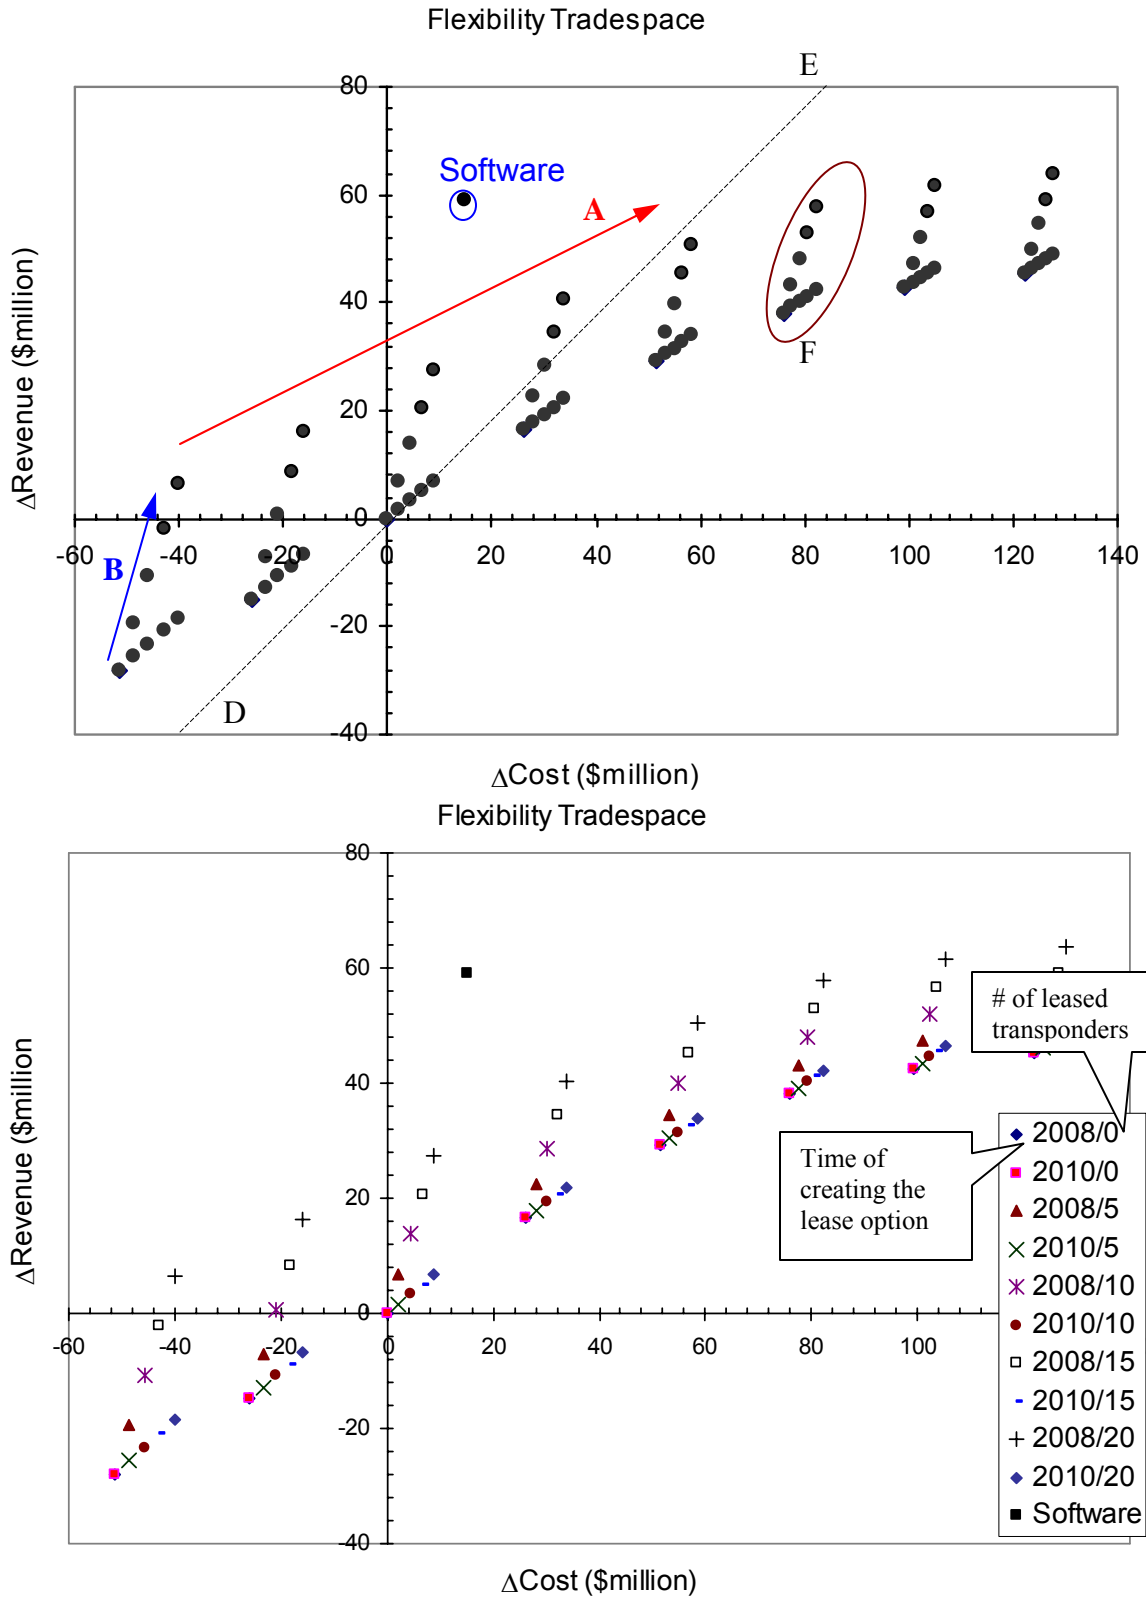 Flexibility Tradespace
E
80
Software
60
A
40
F
20
0
-60 -40 -20 0 20 40 60 80 100 120 140
B
-20
D
-40
ΔRevenue ($million)
ΔCost ($million)
Flexibility Tradespace
80
60
# of leased
transponders
40
Time of
creating the
lease option
20
0
-60 -40 -20 0 20 40 60 80 100
-20
-40
2008/0
2010/0
2008/5
2010/5
2008/10
2010/10
2008/15
2010/15
2008/20
2010/20
Software
ΔRevenue ($million
ΔCost ($million)